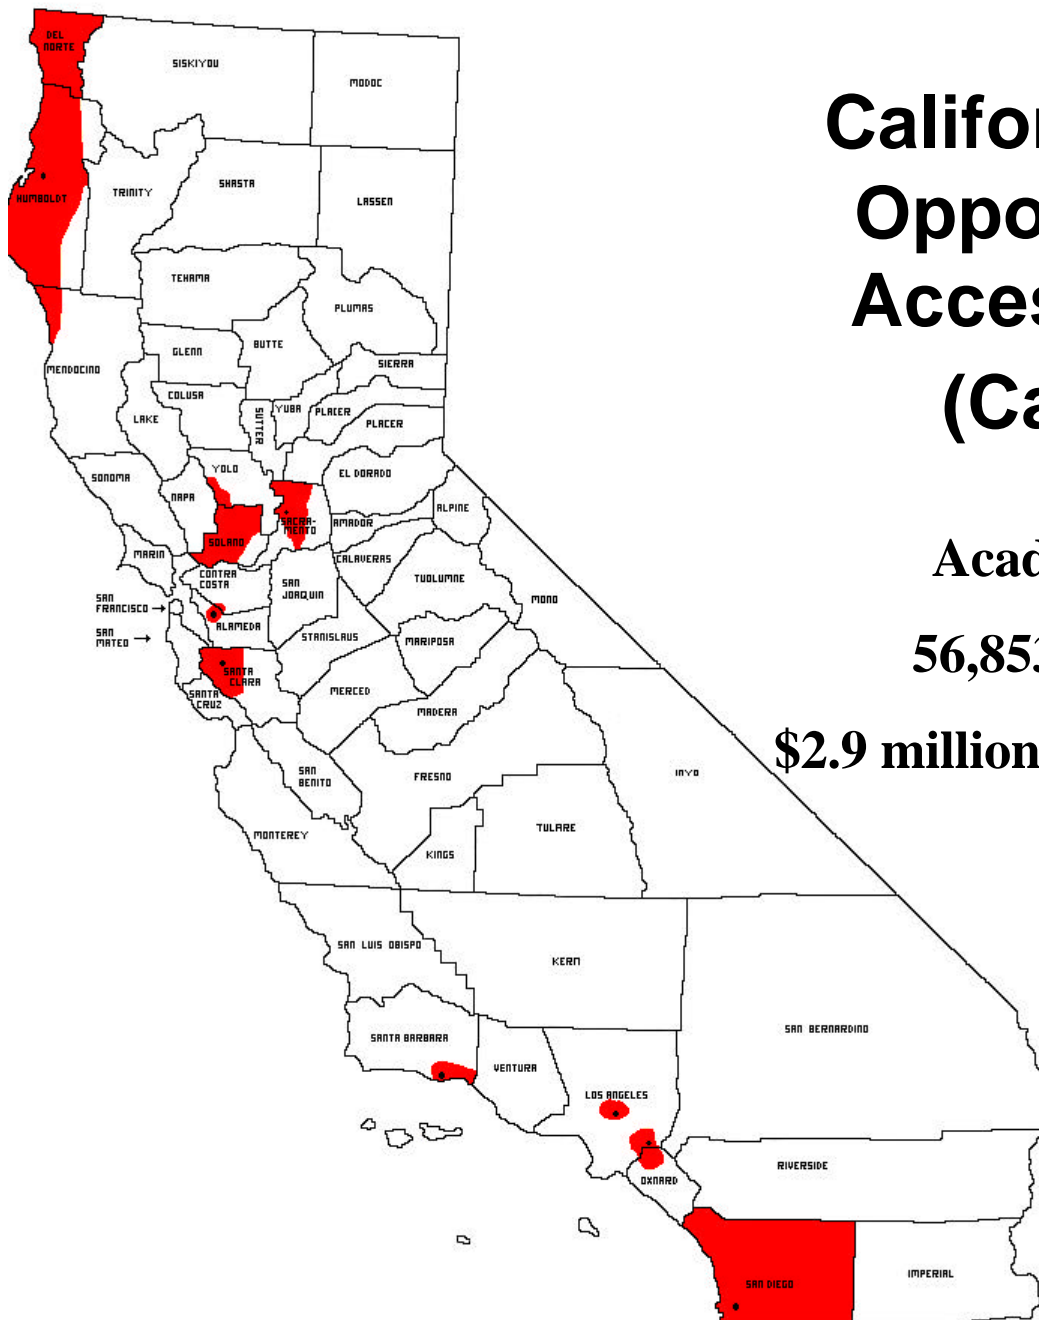 DEL
NORTE
SISKIYOU
MODOC
HUMBOLDT
TRINITY
SHASTA
LASSEN
TEHAMA
PLUMAS
MENDOCINO
GLENN
BUTTE
SIERRA
COLUSA
LAKE
SUTTER
YUBA
PLACER
PLACER
SONOMA
NAPA
YOLO
EL DORADO
SACRA-
MENTO
AMADOR
ALPINE
MARIN
SOLANO
CALAVERAS
CONTRA
COSTA
SAN
JOAQUIN
TUOLUMNE
MONO
SAN
FRANCISCO
ALAMEDA
STANISLAUS
MARIPOSA
SAN
MATEO
SANTA
CLARA
SANTA
CRUZ
MERCED
MADERA
SAN
BENITO
FRESNO
INYO
MONTEREY
KINGS
TULARE
SAN LUIS OBISPO
KERN
SAN BERNARDINO
SANTA BARBARA
VENTURA
LOS ANGELES
OXNARD
RIVERSIDE
SAN DIEGO
IMPERIAL
Califor
Oppo
Acces
(Ca
Acad
56,853
$2.9 million